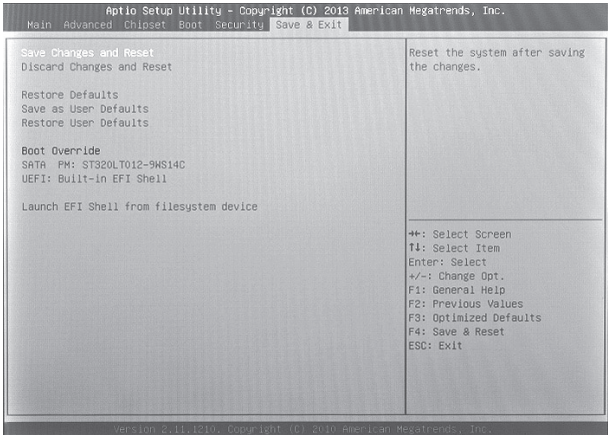 Aptio Setup Utility - Copyright (C) 2013 American Megatrends, Inc.
Main Advanced Chipset Boot Security Save & Exit
Save Changes and Reset
Discard Changes and Reset
Restore Defaults
Save as User Defaults
Restore User Defaults
Boot Override
SATA PM: ST320LT012-9WS14C
UEFI: Built-in EFI Shell
Launch EFI Shell from filesystem device
Reset the system after saving
the changes.
→←: Select Screen
↑↓: Select Item
Enter: Select
+/-: Change Opt.
F1: General Help
F2: Previous Values
F3: Optimized Defaults
F4: Save & Reset
ESC: Exit
Version 2.11.1210. Copyright (C) 2010 American Megatrends, Inc.